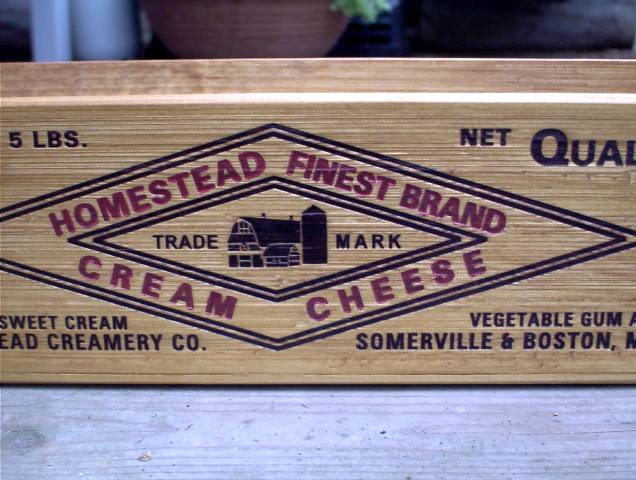 5 LBS.
NET QUAL
HOMESTEAD FINEST BRAND
TRADE MARK
CREAM CHEESE
SWEET CREAM
EAD CREAMERY CO.
VEGETABLE GUM A
SOMERVILLE & BOSTON, M